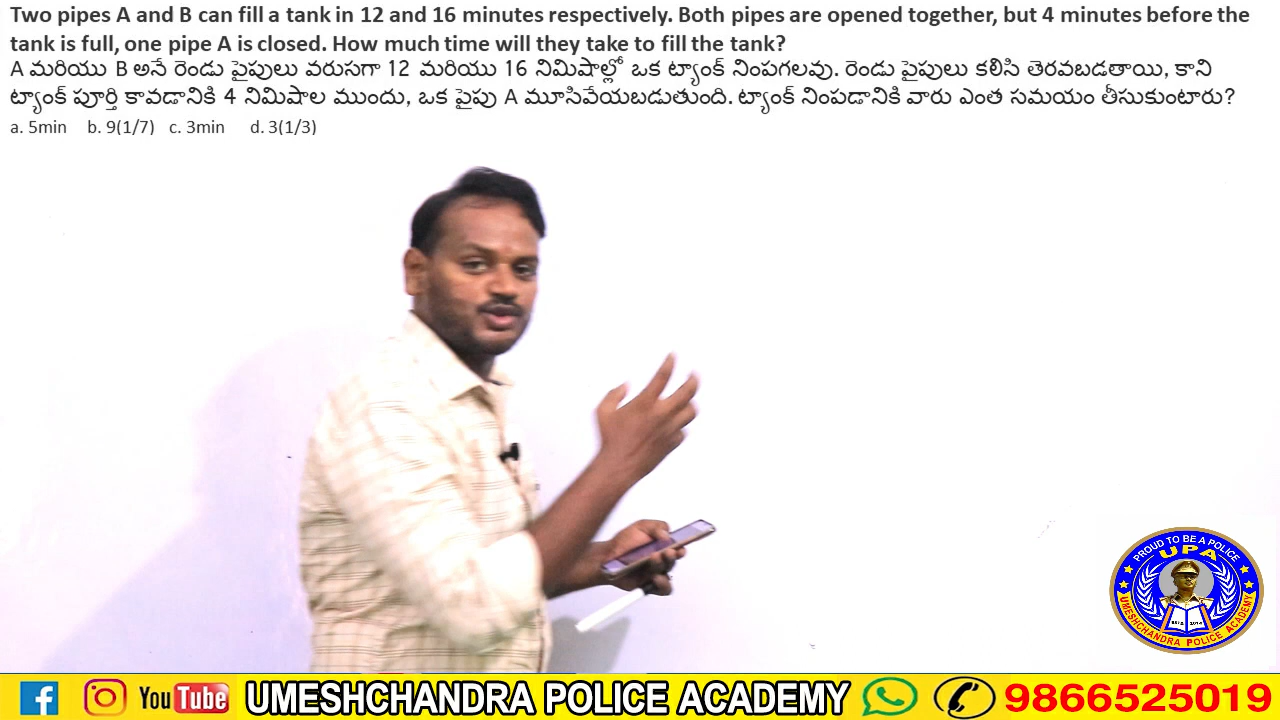 Two pipes A and B can fill a tank in 12 and 16 minutes respectively. Both pipes are opened together, but 4 minutes before the
tank is full, one pipe A is closed. How much time will they take to fill the tank?
A మరియు B అనే రెండు పైపులు వరుసగా 12 మరియు 16 నిమిషాల్లో ఒక ట్యాంక్ నింపగలవు. రెండు పైపులు కలిసి తెరవబడతాయి, కాని
ట్యాంక్ పూర్తి కావడానికి 4 నిమిషాల ముందు, ఒక పైపు A మూసివేయబడుతుంది. ట్యాంక్ నింపడానికి వారు ఎంత సమయం తీసుకుంటారు?
a. 5min b. 9(1/7) c. 3min d. 3(1/3)
PROUD TO BE A POLICE
UPA
UMESHCHANDRA POLICE ACADEMY
YouTube UMESHCHANDRA POLICE ACADEMY 9866525019